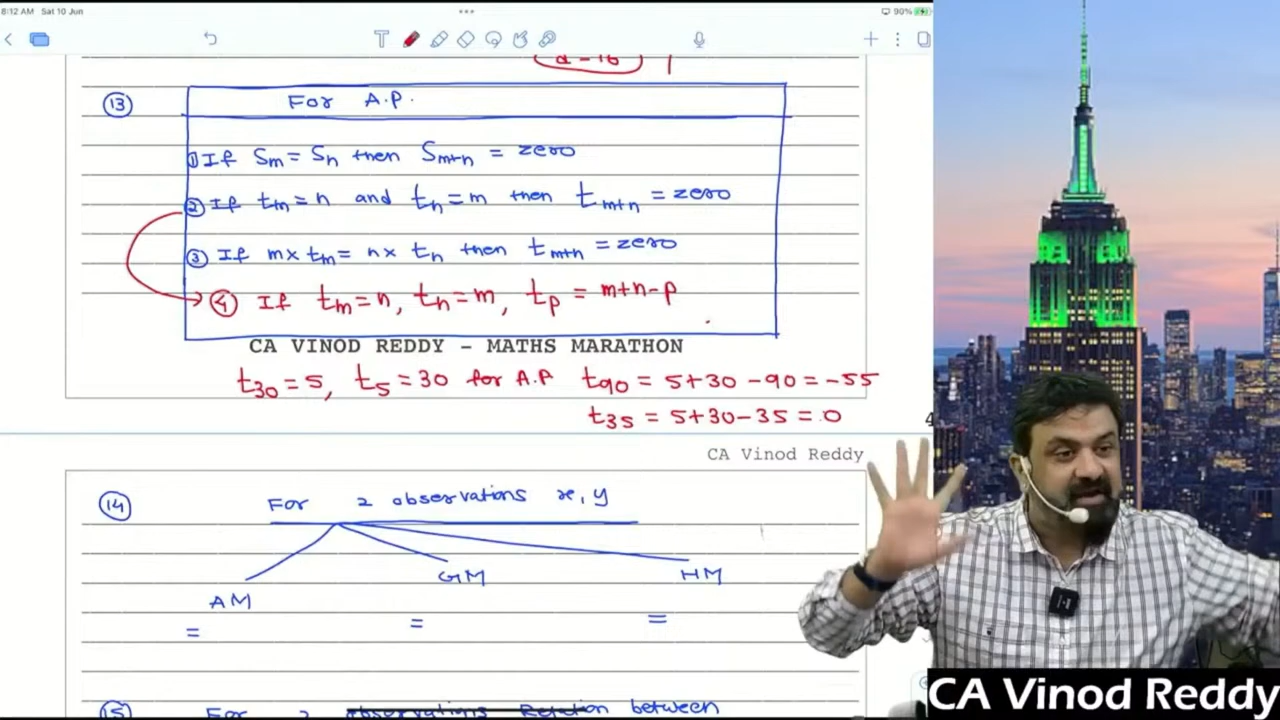 8:12 AM Sat 10 Jun
90%
d = 16
13 For A.P.
① If Sm = Sn then Sm+n = zero
② If tm = n and tn = m then tm+n = zero
③ If m × tm = n × tn then tm+n = zero
④ If tm = n, tn = m, tp = m+n-p
CA VINOD REDDY - MATHS MARATHON
t30 = 5, t5 = 30 for A.P t90 = 5+30-90 = -55
t35 = 5+30-35 = 0
4
CA Vinod Reddy
14 For 2 observations x, y
AM GM HM
= = =
15 For 2 observations Relation between
CA Vinod Reddy